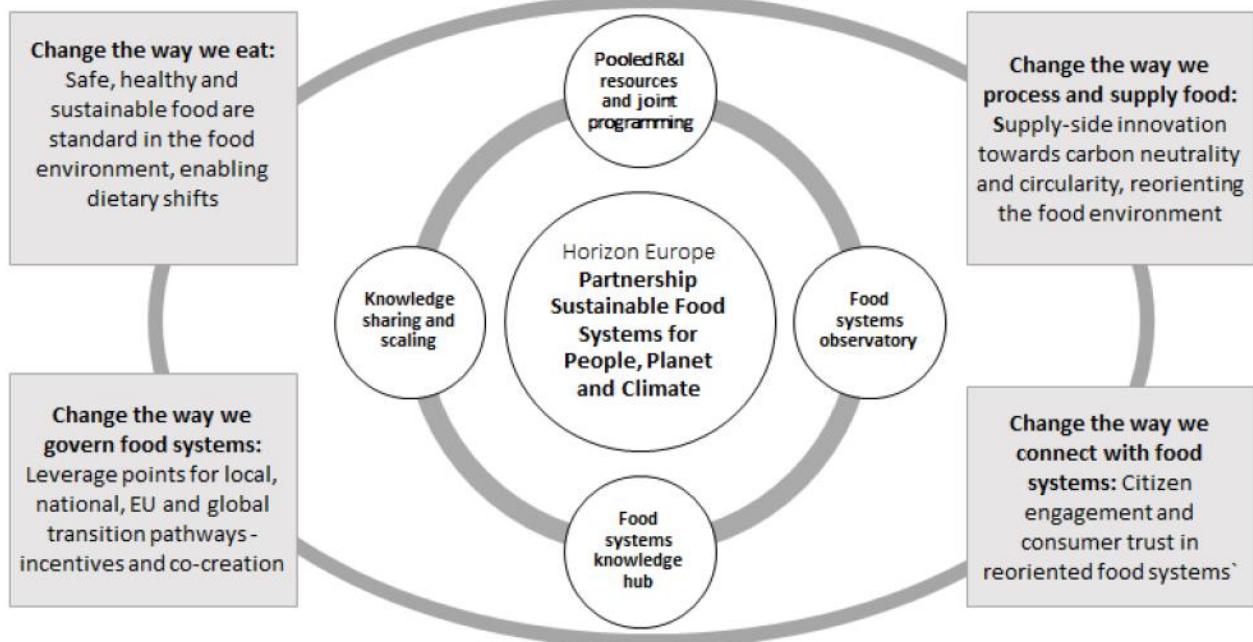 Change the way we eat:
Safe, healthy and
sustainable food are
standard in the food
environment, enabling
dietary shifts
Pooled R&I
resources
and joint
programming
Change the way we
process and supply food:
Supply-side innovation
towards carbon neutrality
and circularity, reorienting
the food environment
Knowledge
sharing and
scaling
Horizon Europe
Partnership
Sustainable Food
Systems for
People, Planet
and Climate
Food
systems
observatory
Change the way we
govern food systems:
Leverage points for local,
national, EU and global
transition pathways -
incentives and co-creation
Food
systems
knowledge
hub
Change the way we
connect with food
systems: Citizen
engagement and
consumer trust in
reoriented food systems`